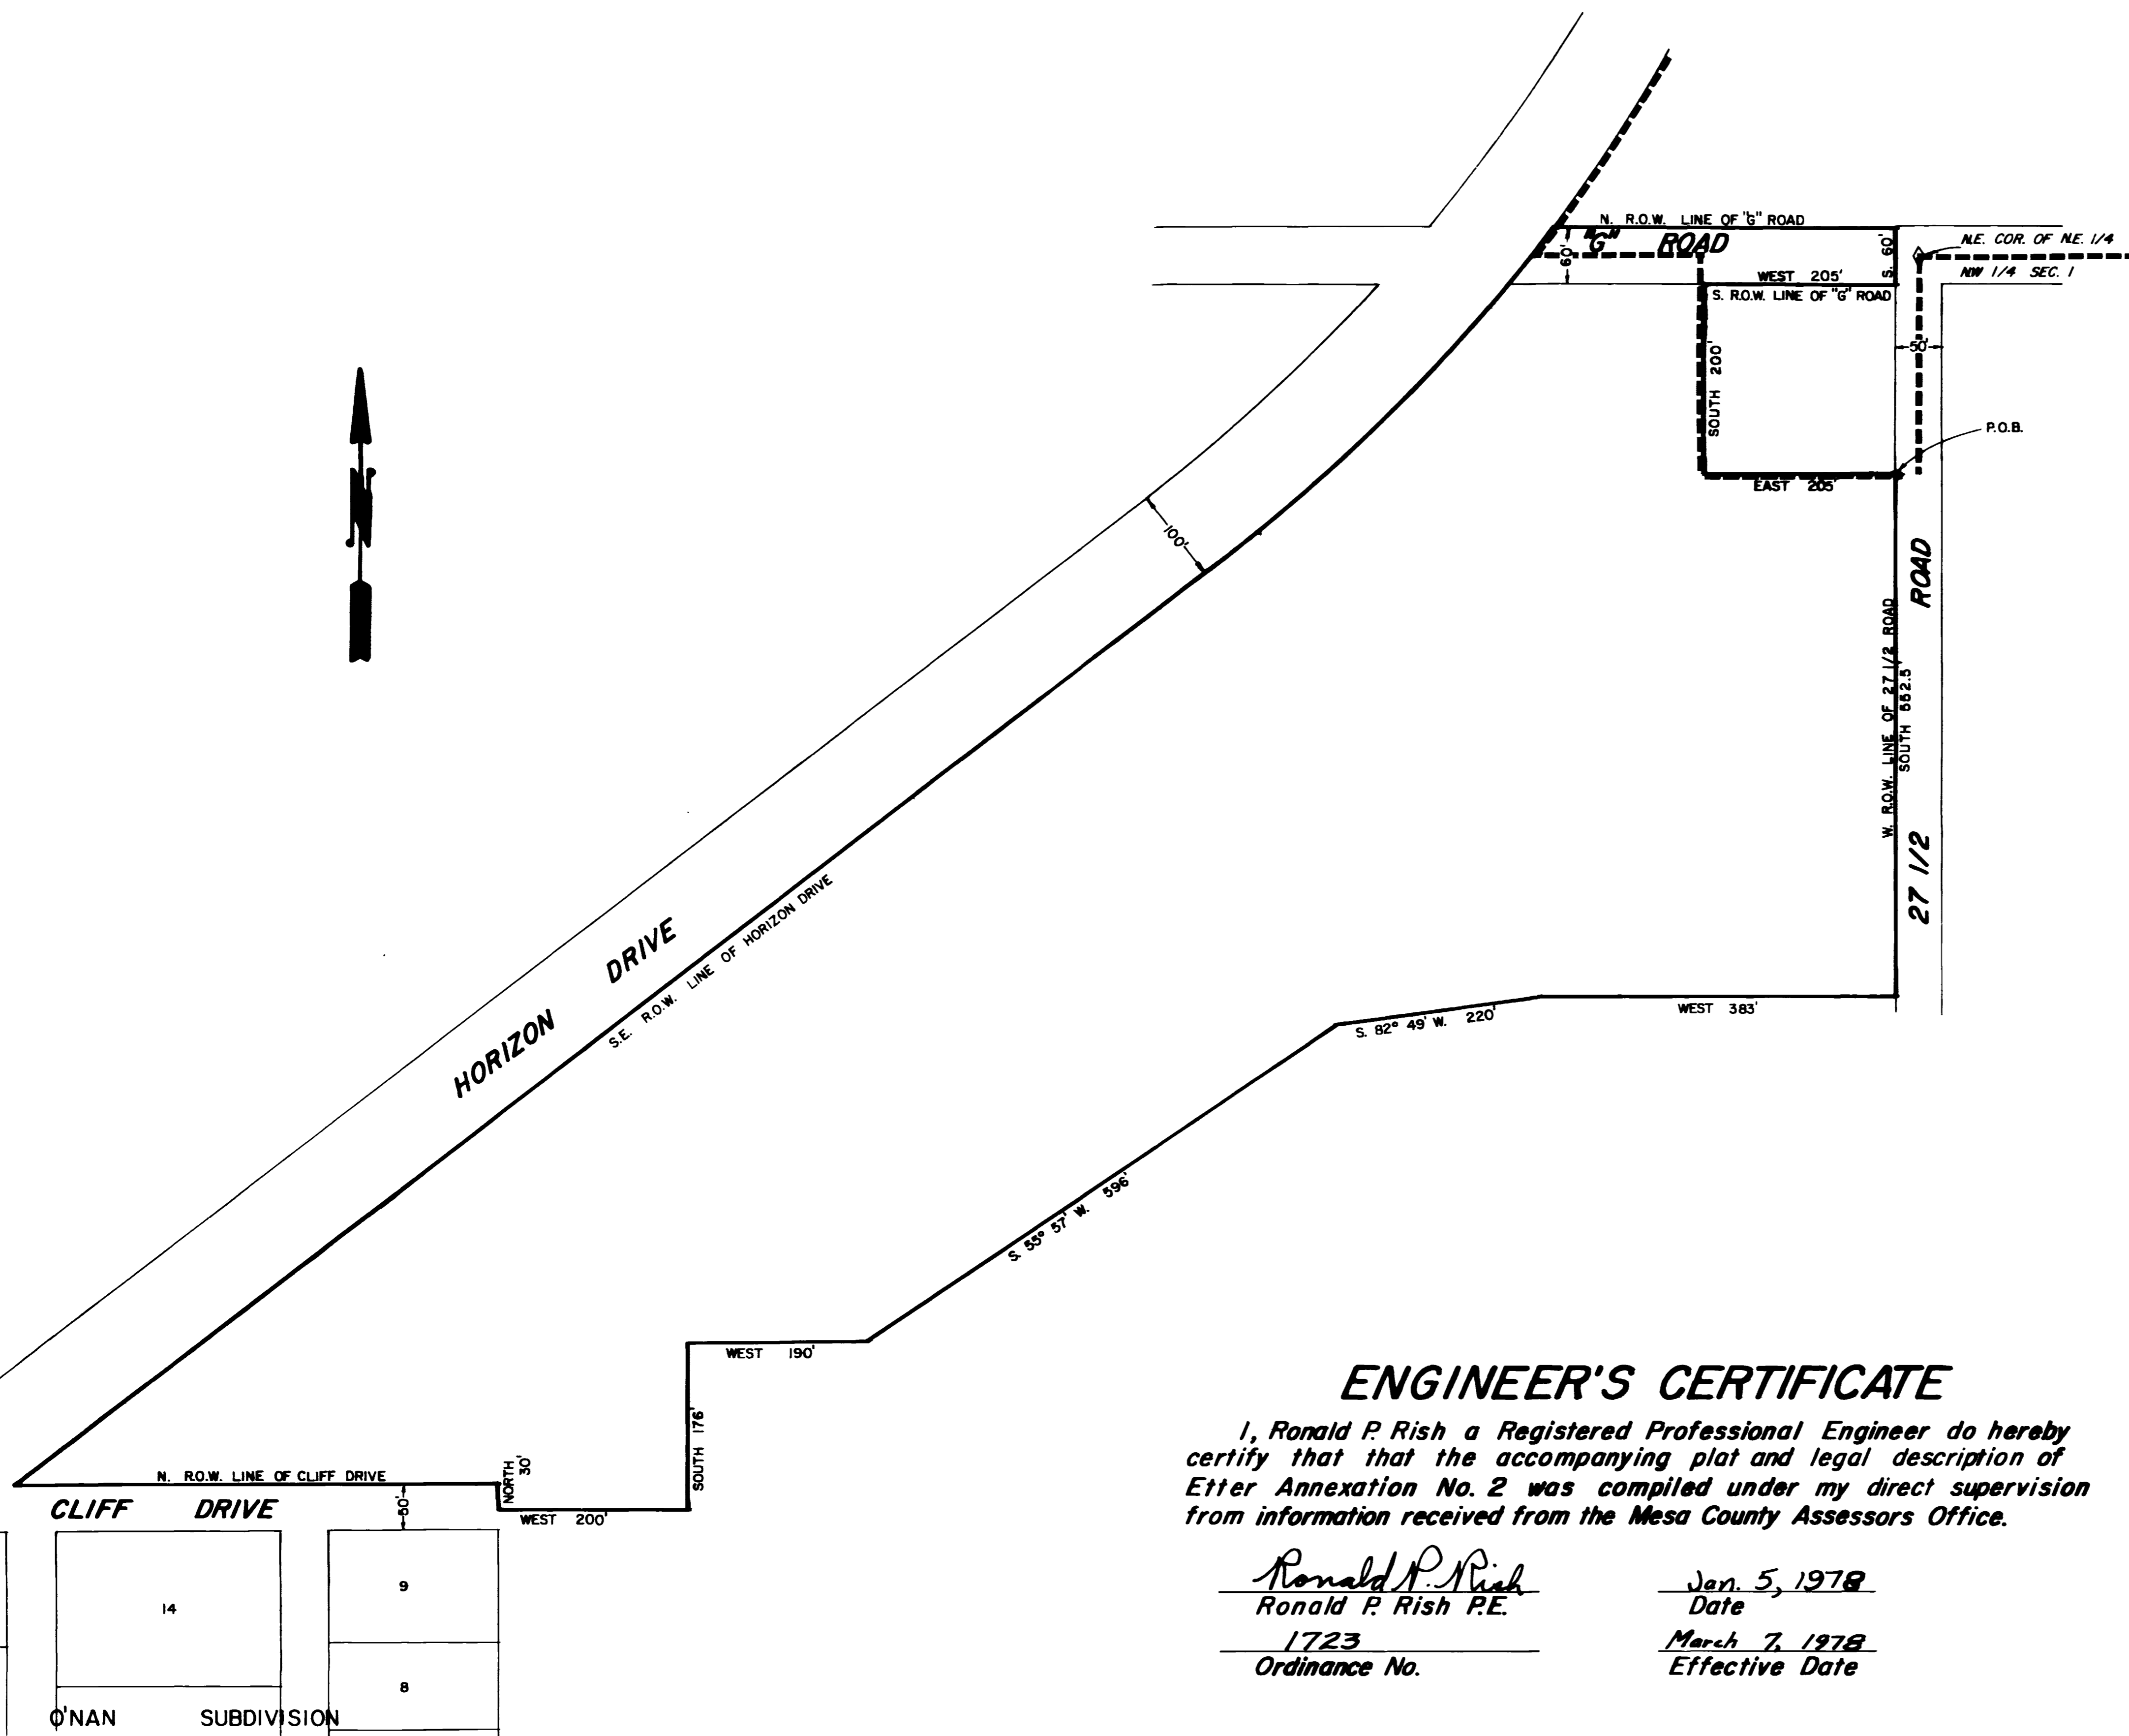 N. R.O.W. LINE OF "G" ROAD
"G" ROAD
60'
S. 60'
N.E. COR. OF N.E. 1/4
NW 1/4 SEC. 1
WEST 205'
S. R.O.W. LINE OF "G" ROAD
50'
SOUTH 200'
P.O.B.
EAST 205'
N
100'
ROAD
27 1/2
W. R.O.W. LINE OF 27 1/2 ROAD
SOUTH 552.5'
HORIZON DRIVE
S.E. R.O.W. LINE OF HORIZON DRIVE
WEST 383'
S. 82° 49' W. 220'
S. 55° 57' W. 596'
WEST 190'
SOUTH 176'
NORTH 30'
WEST 200'
N. R.O.W. LINE OF CLIFF DRIVE
CLIFF DRIVE
50'
14
9
8
O'NAN SUBDIVISION
ENGINEER'S CERTIFICATE
I, Ronald P. Rish a Registered Professional Engineer do hereby
certify that that the accompanying plat and legal description of
Etter Annexation No. 2 was compiled under my direct supervision
from information received from the Mesa County Assessors Office.
Ronald P. Rish
Jan. 5, 1978
Ronald P. Rish P.E.
Date
1723
March 7, 1978
Ordinance No.
Effective Date